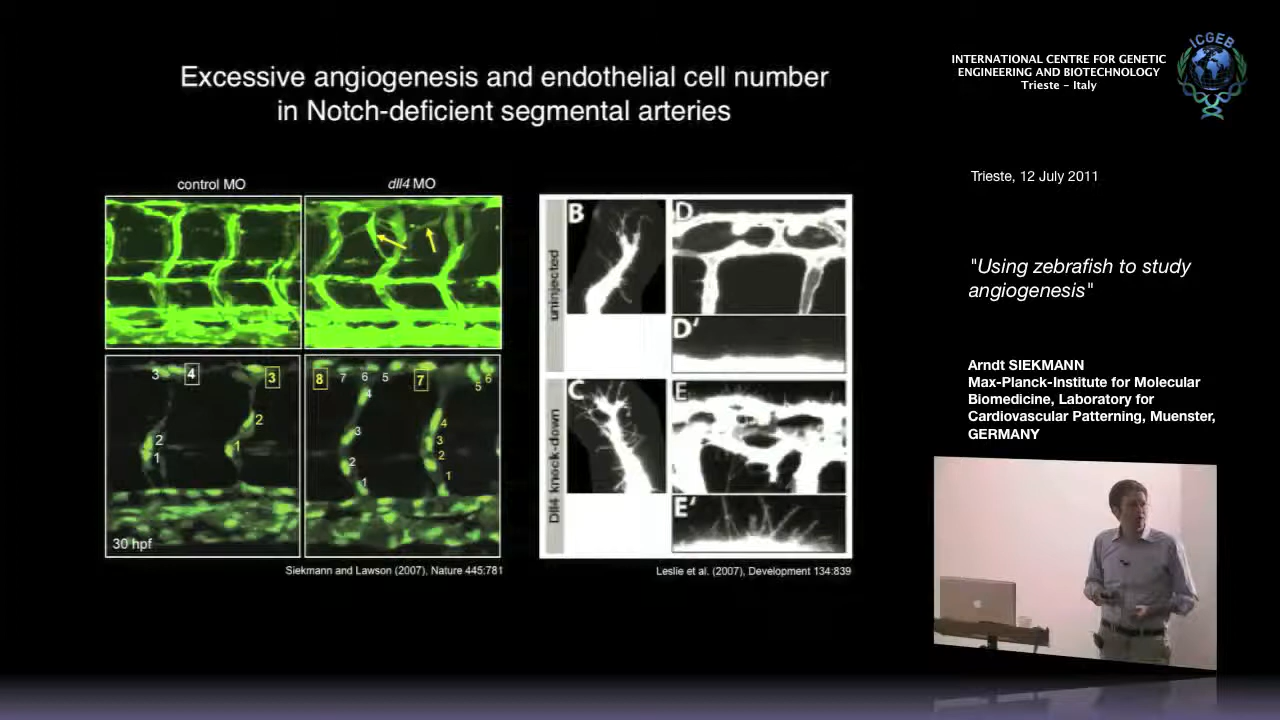 Excessive angiogenesis and endothelial cell number
in Notch-deficient segmental arteries
control MO
dll4 MO
3 4 3
2
1
2
1
30 hpf
8 7 6 5 7 6
5
4
3
2
1
4
3
2
1
Siekmann and Lawson (2007), Nature 445:781
uninjected
B
D
D'
Dll4 knock-down
C
E
E'
Leslie et al. (2007), Development 134:839
ICGEB
INTERNATIONAL CENTRE FOR GENETIC
ENGINEERING AND BIOTECHNOLOGY
Trieste - Italy
Trieste, 12 July 2011
"Using zebrafish to study
angiogenesis"
Arndt SIEKMANN
Max-Planck-Institute for Molecular
Biomedicine, Laboratory for
Cardiovascular Patterning, Muenster,
GERMANY